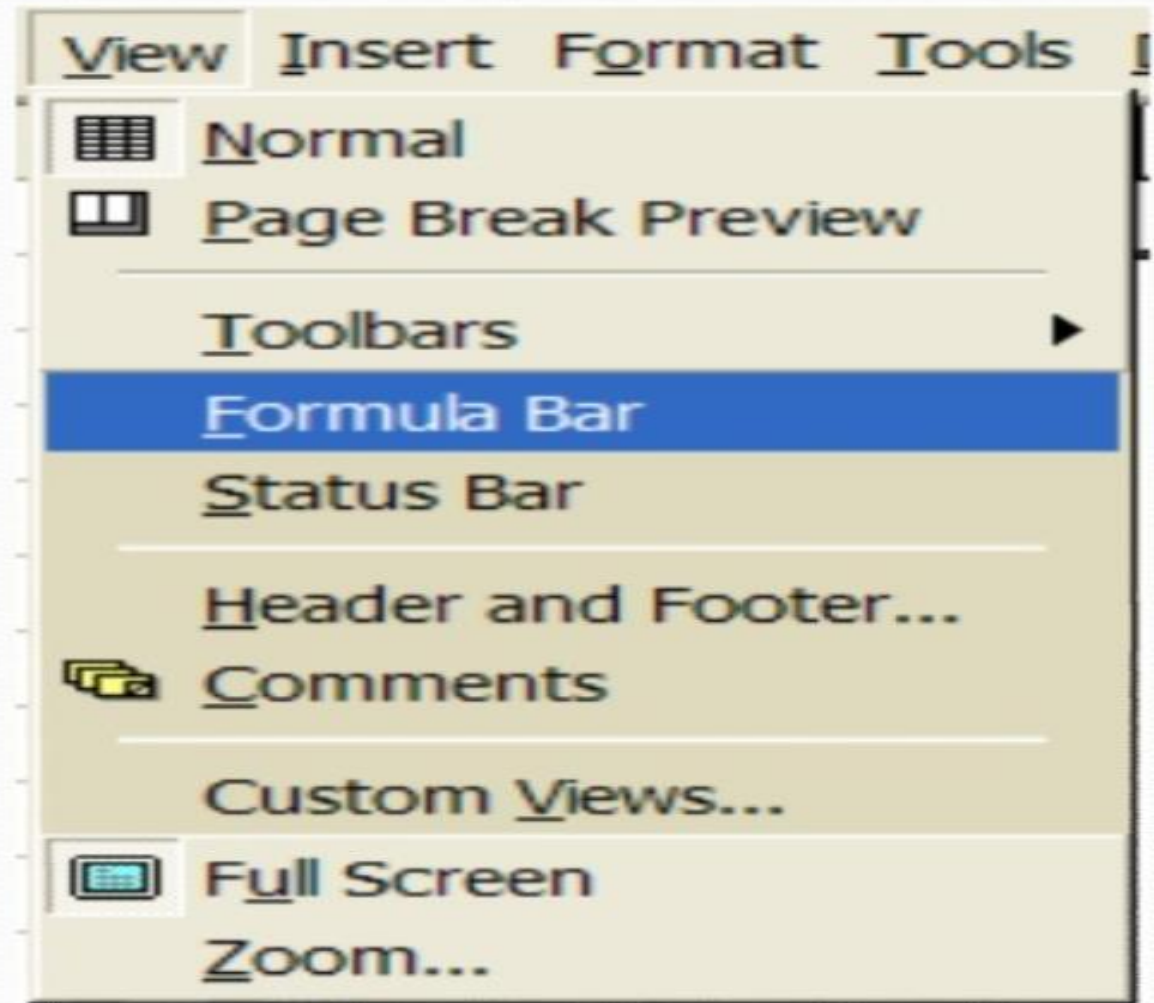 View Insert Format Tools
Normal
Page Break Preview
Toolbars
Formula Bar
Status Bar
Header and Footer...
Comments
Custom Views...
Full Screen
Zoom...